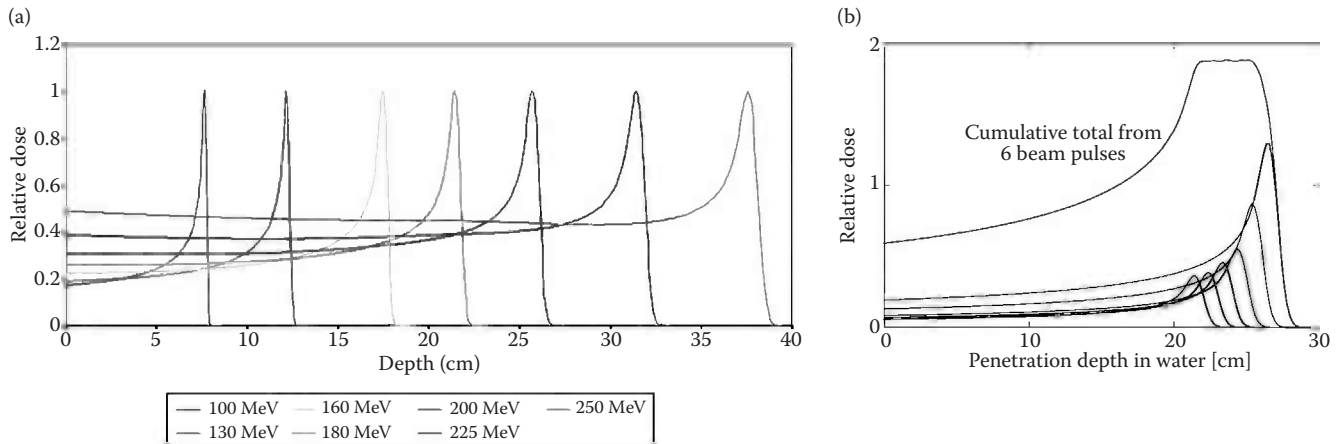 (a)
1.2
1
0.8
0.6
0.4
0.2
0
Relative dose
0 5 10 15 20 25 30 35 40
Depth (cm)
100 MeV 160 MeV 200 MeV 250 MeV
130 MeV 180 MeV 225 MeV
(b)
2
1
0
Relative dose
Cumulative total from
6 beam pulses
0 10 20 30
Penetration depth in water [cm]